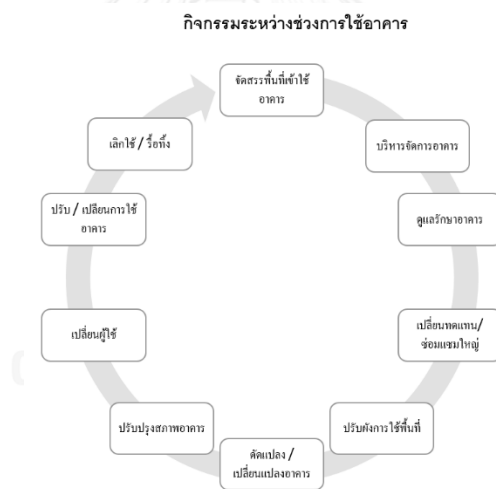 กิจกรรมระหว่างช่วงการใช้อาคาร
จัดสรรพื้นที่เข้าใช้
อาคาร
บริหารจัดการอาคาร
ดูแลรักษาอาคาร
เปลี่ยนทดแทน/
ซ่อมแซมใหญ่
ปรับผังการใช้พื้นที่
ดัดแปลง /
เปลี่ยนแปลงอาคาร
ปรับปรุงสภาพอาคาร
เปลี่ยนผู้ใช้
ปรับ / เปลี่ยนการใช้
อาคาร
เลิกใช้ / รื้อทิ้ง